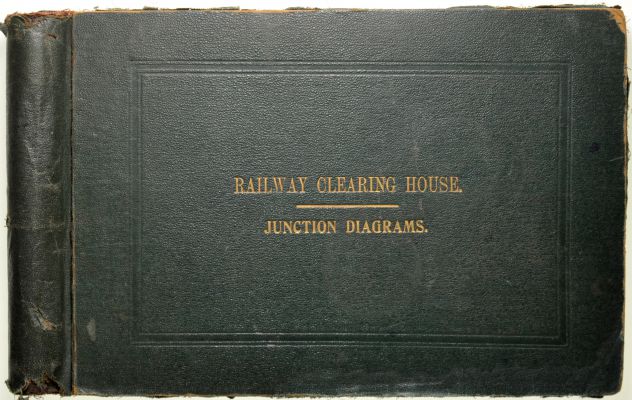 RAILWAY CLEARING HOUSE.
JUNCTION DIAGRAMS.